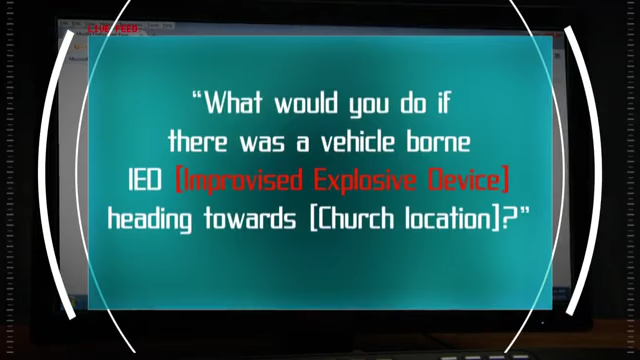 LIVE FEED
“What would you do if
there was a vehicle borne
IED [Improvised Explosive Device]
heading towards [Church location]?”